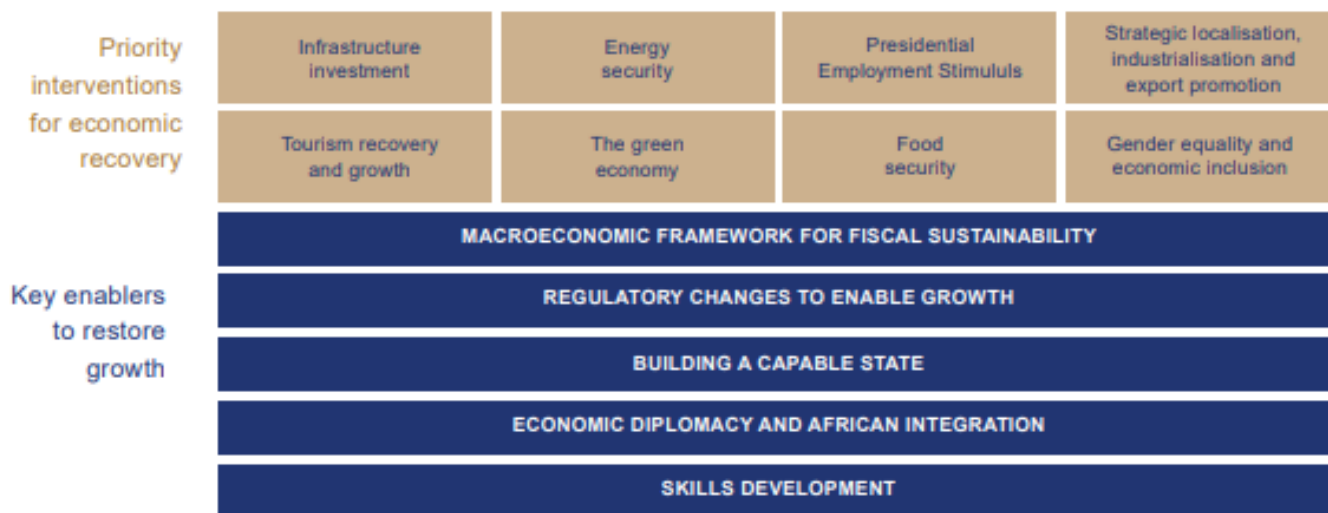 Priority
interventions
for economic
recovery
Infrastructure
investment
Energy
security
Presidential
Employment Stimululs
Strategic localisation,
industrialisation and
export promotion
Tourism recovery
and growth
The green
economy
Food
security
Gender equality and
economic inclusion
Key enablers
to restore
growth
MACROECONOMIC FRAMEWORK FOR FISCAL SUSTAINABILITY
REGULATORY CHANGES TO ENABLE GROWTH
BUILDING A CAPABLE STATE
ECONOMIC DIPLOMACY AND AFRICAN INTEGRATION
SKILLS DEVELOPMENT